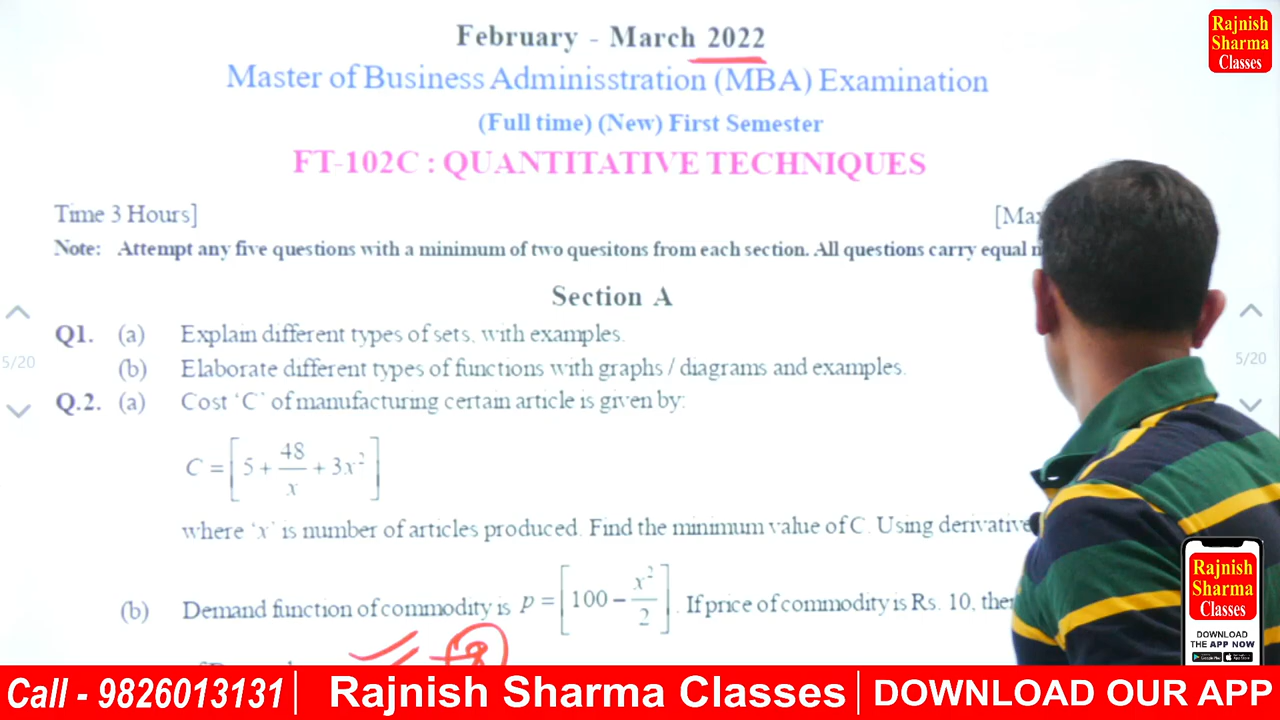 February - March 2022
Master of Business Adminisstration (MBA) Examination
(Full time) (New) First Semester
FT-102C : QUANTITATIVE TECHNIQUES
Time 3 Hours]
[Max
Note: Attempt any five questions with a minimum of two quesitons from each section. All questions carry equal
Section A
Q1. (a) Explain different types of sets, with examples.
(b) Elaborate different types of functions with graphs / diagrams and examples.
Q.2. (a) Cost 'C' of manufacturing certain article is given by:
C = [5 + 48/x + 3x²]
where 'x' is number of articles produced. Find the minimum value of C. Using derivative
(b) Demand function of commodity is p = [100 − x²/2]. If price of commodity is Rs. 10, then
5/20
5/20
Rajnish
Sharma
Classes
Rajnish
Sharma
Classes
DOWNLOAD
THE APP NOW
Call - 9826013131| Rajnish Sharma Classes |DOWNLOAD OUR APP